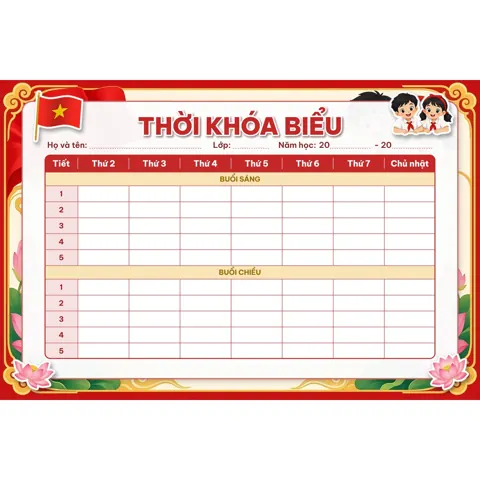 THỜI KHÓA BIỂU
Họ và tên: Lớp: Năm học: 20 - 20
Tiết Thứ 2 Thứ 3 Thứ 4 Thứ 5 Thứ 6 Thứ 7 Chủ nhật
BUỔI SÁNG
1
2
3
4
5
BUỔI CHIỀU
1
2
3
4
5